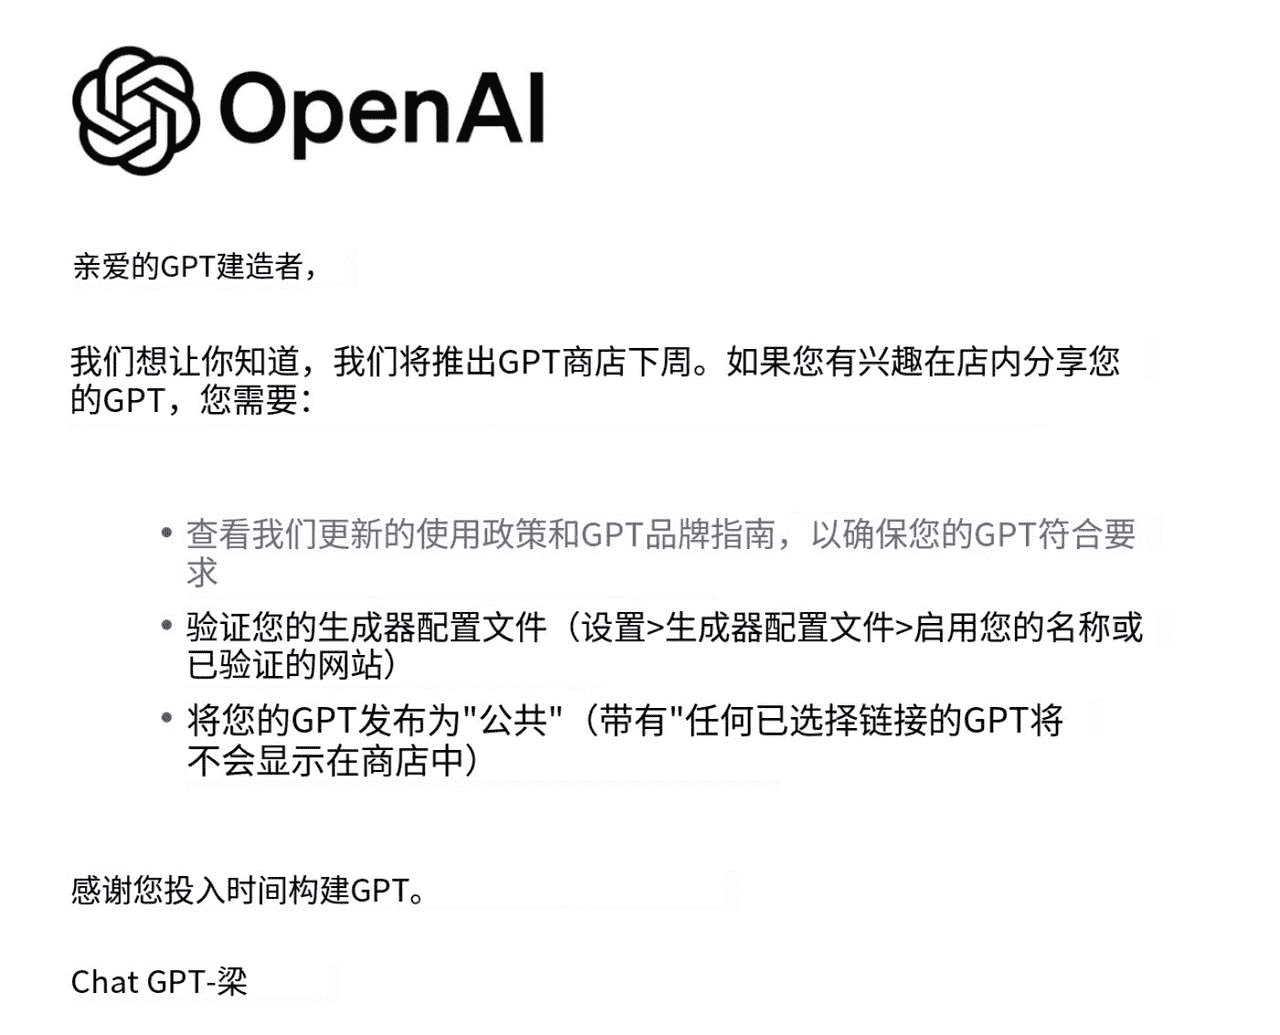 OpenAI
亲爱的GPT建造者，
我们想让你知道，我们将推出GPT商店下周。如果您有兴趣在店内分享您
的GPT，您需要：
• 查看我们更新的使用政策和GPT品牌指南，以确保您的GPT符合要
求
• 验证您的生成器配置文件（设置>生成器配置文件>启用您的名称或
已验证的网站）
• 将您的GPT发布为"公共"（带有"任何已选择链接的GPT将
不会显示在商店中）
感谢您投入时间构建GPT。
Chat GPT-梁